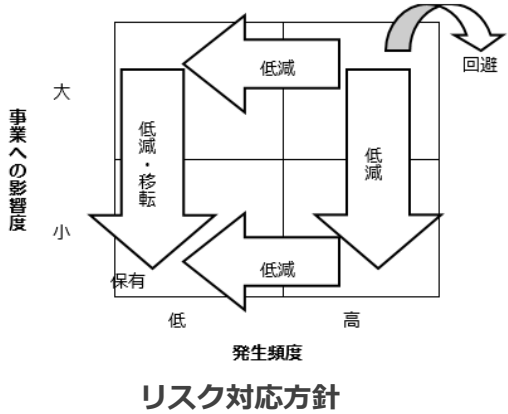 回避
低減
大
低減・移転
低減
事業への影響度
小
低減
保有
低
高
発生頻度
リスク対応方針